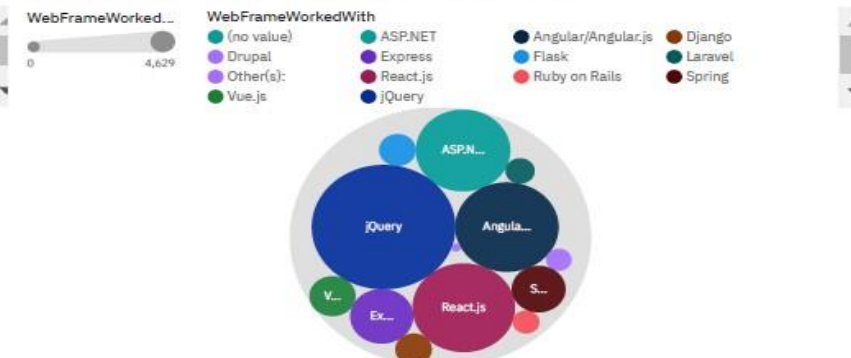 WebFrameWorked...
0 4,629
WebFrameWorkedWith
(no value) ASP.NET Angular/Angular.js Django
Drupal Express Flask Laravel
Other(s): React.js Ruby on Rails Spring
Vue.js jQuery
ASP.N...
jQuery
Angula...
V...
S...
Ex...
React.js